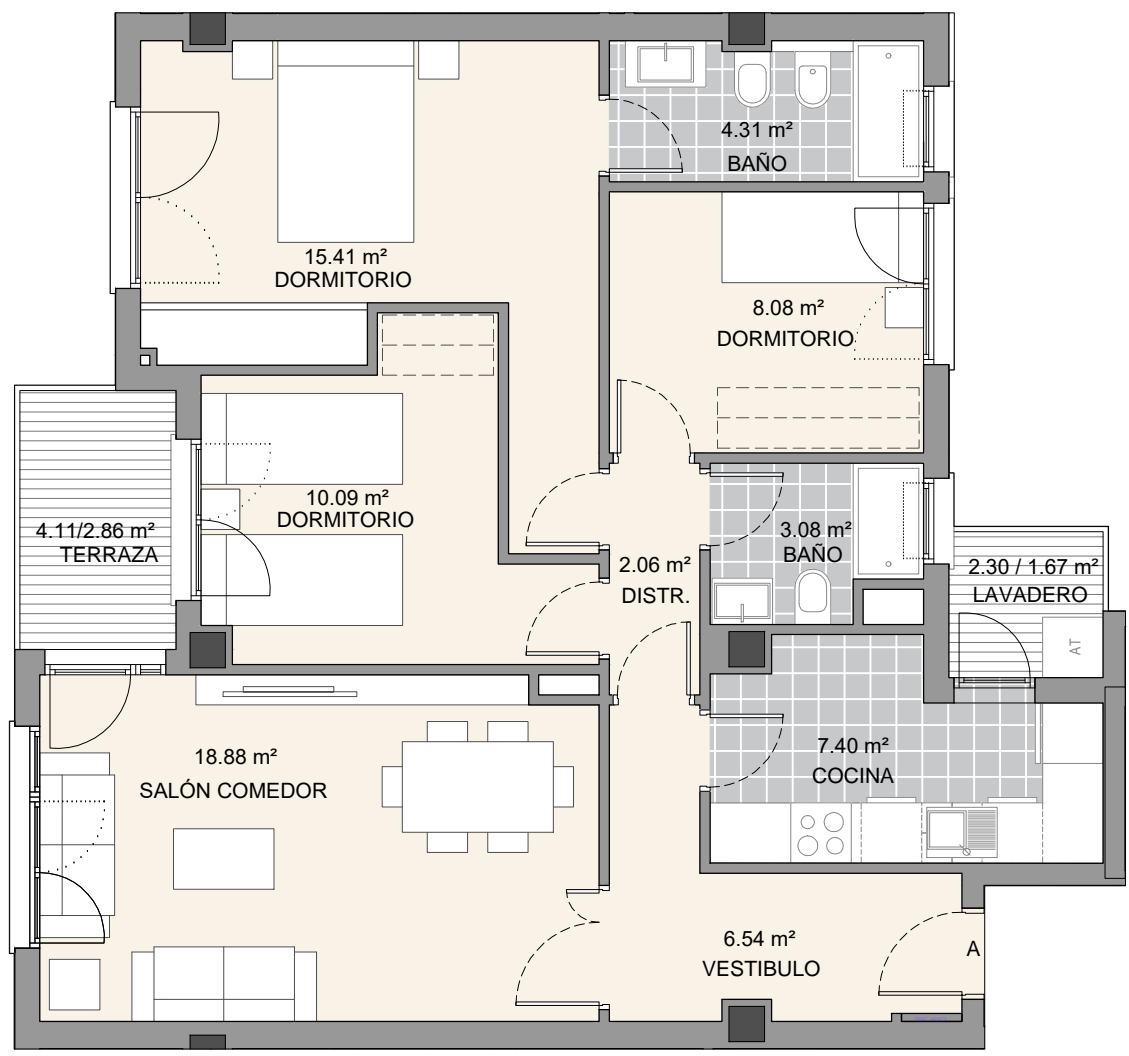 4.31 m²
BAÑO
15.41 m²
DORMITORIO
8.08 m²
DORMITORIO
10.09 m²
DORMITORIO
4.11/2.86 m²
TERRAZA
3.08 m²
BAÑO
2.06 m²
DISTR.
2.30 / 1.67 m²
LAVADERO
AT
18.88 m²
SALÓN COMEDOR
7.40 m²
COCINA
6.54 m²
VESTIBULO
A